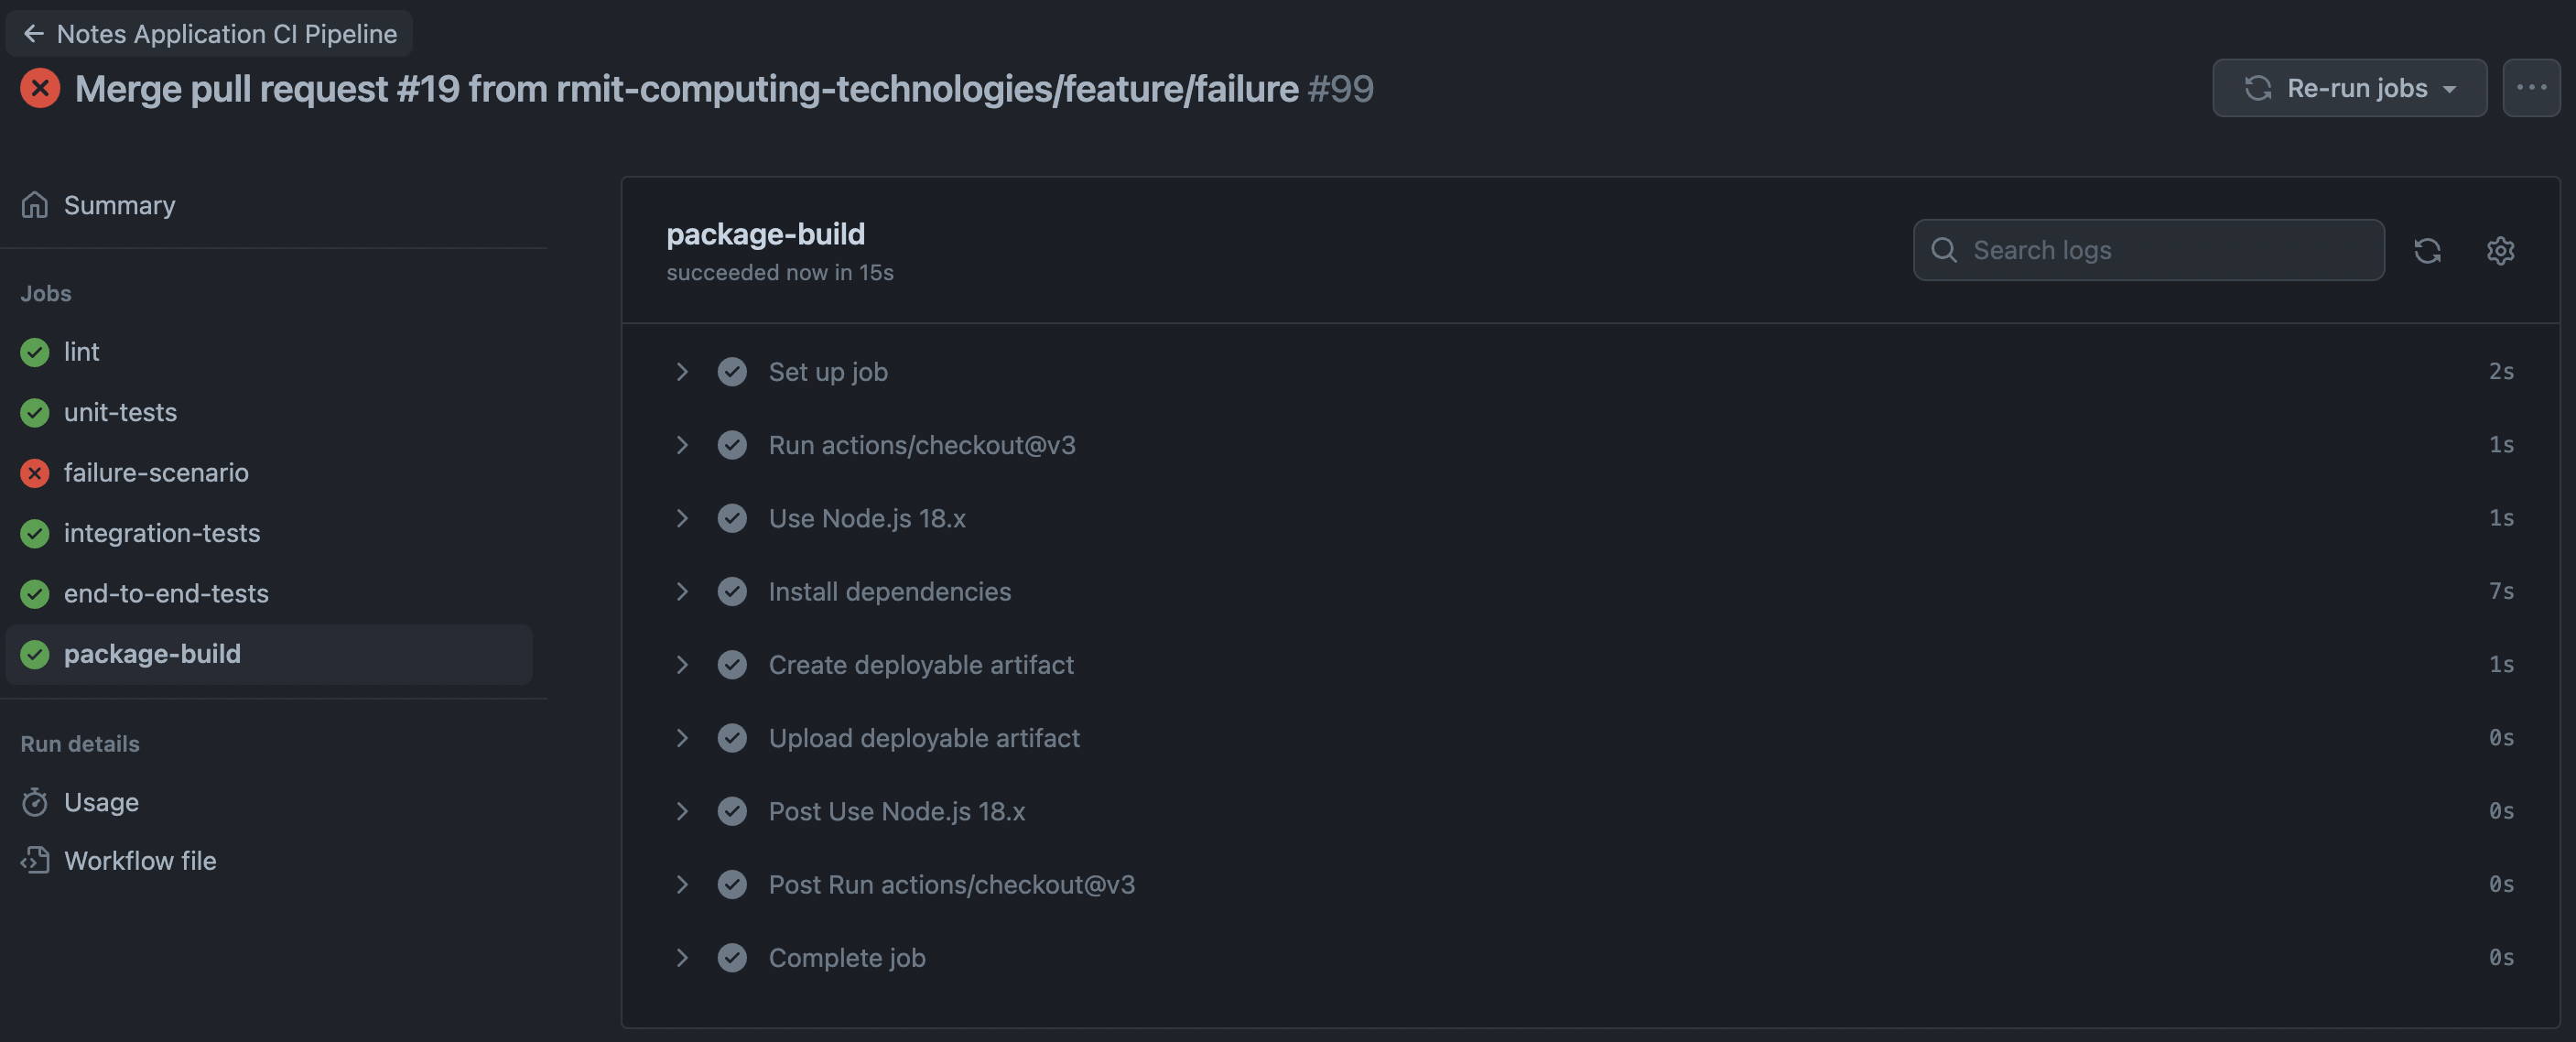 Notes Application CI Pipeline
Merge pull request #19 from rmit-computing-technologies/feature/failure #99
Re-run jobs
Summary
Jobs
lint
unit-tests
failure-scenario
integration-tests
end-to-end-tests
package-build
Run details
Usage
Workflow file
package-build
succeeded now in 15s
Search logs
Set up job 2s
Run actions/checkout@v3 1s
Use Node.js 18.x 1s
Install dependencies 7s
Create deployable artifact 1s
Upload deployable artifact 0s
Post Use Node.js 18.x 0s
Post Run actions/checkout@v3 0s
Complete job 0s